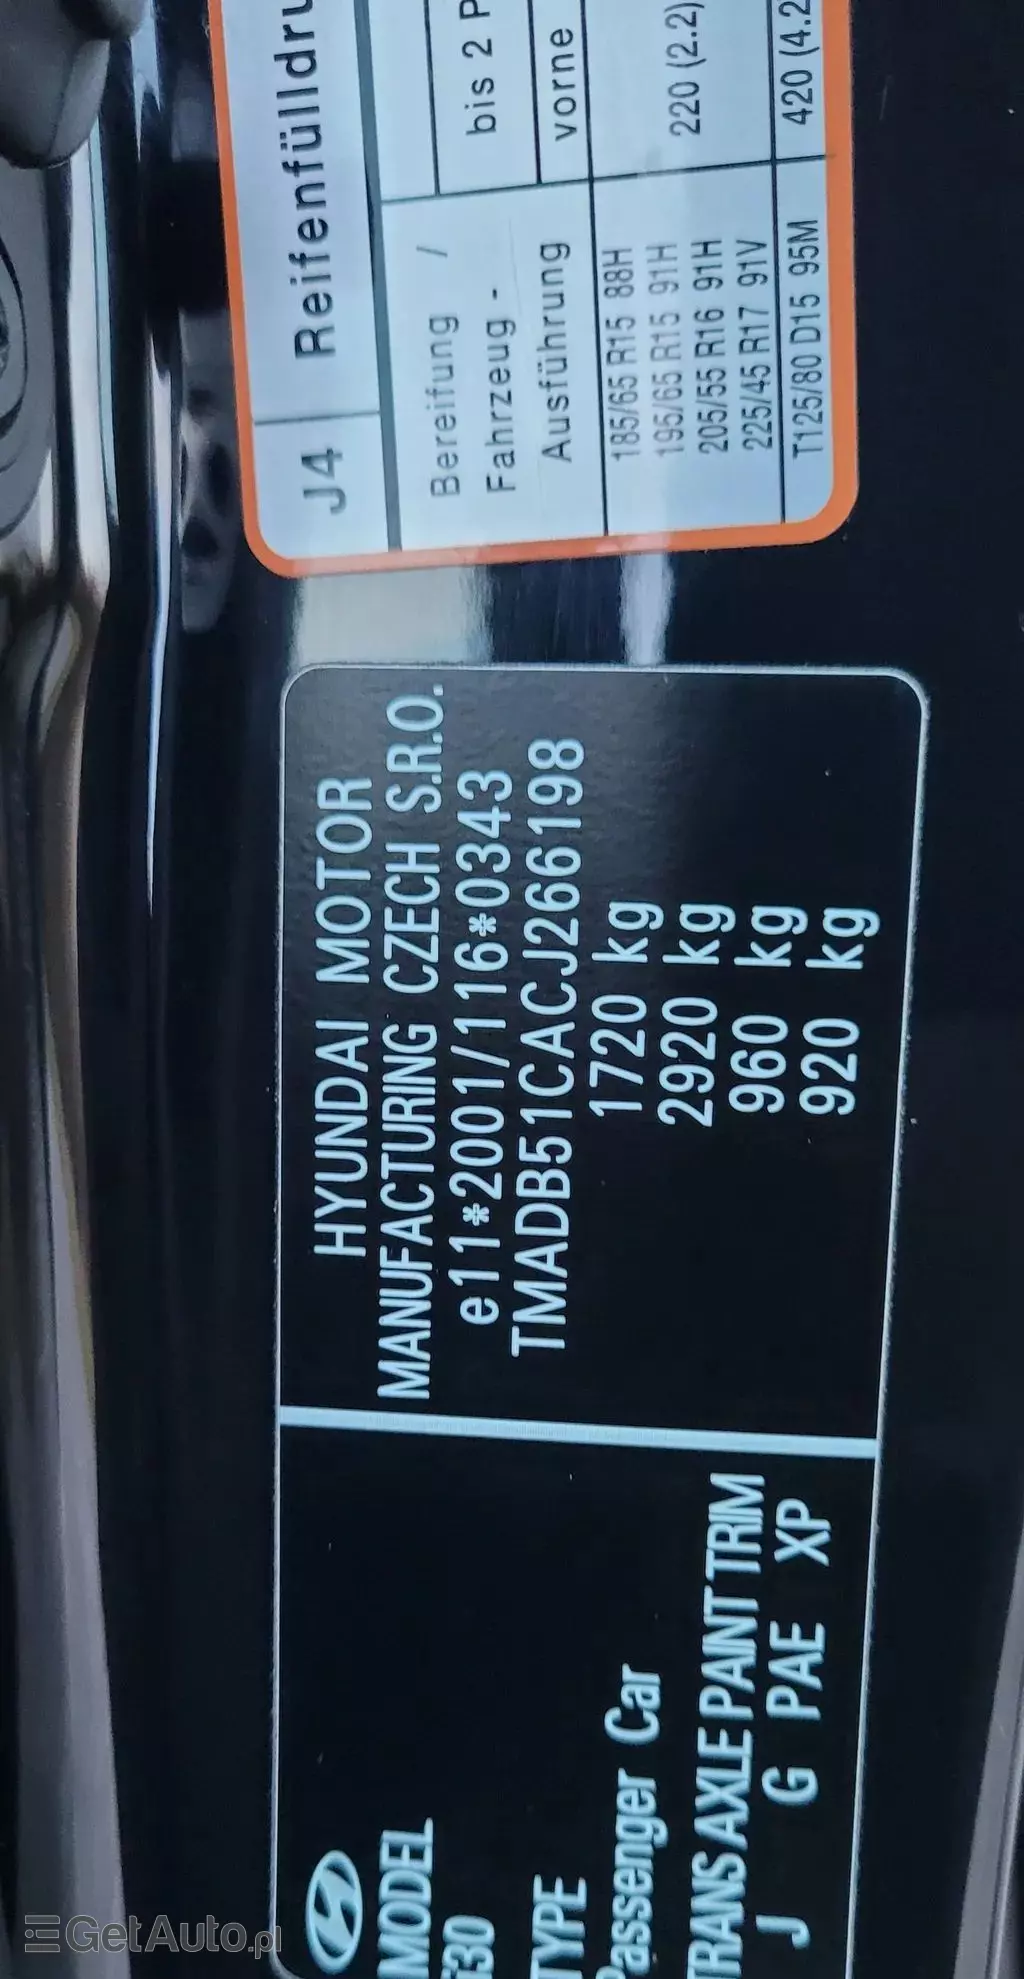 MODEL
i30
TYPE
Passenger Car
TRANS AXLE PAINT TRIM
J G PAE XP
HYUNDAI MOTOR
MANUFACTURING CZECH S.R.O.
e11*2001/116*0343
TMADB51CACJ266198
1720 kg
2920 kg
960 kg
920 kg
J4 Reifenfülldru
Bereifung /
Fahrzeug -
Ausführung
bis 2 P
vorne
185/65 R15 88H
195/65 R15 91H
205/55 R16 91H
225/45 R17 91V
220 (2.2)
T125/80 D15 95M 420 (4.2
GetAuto.pl